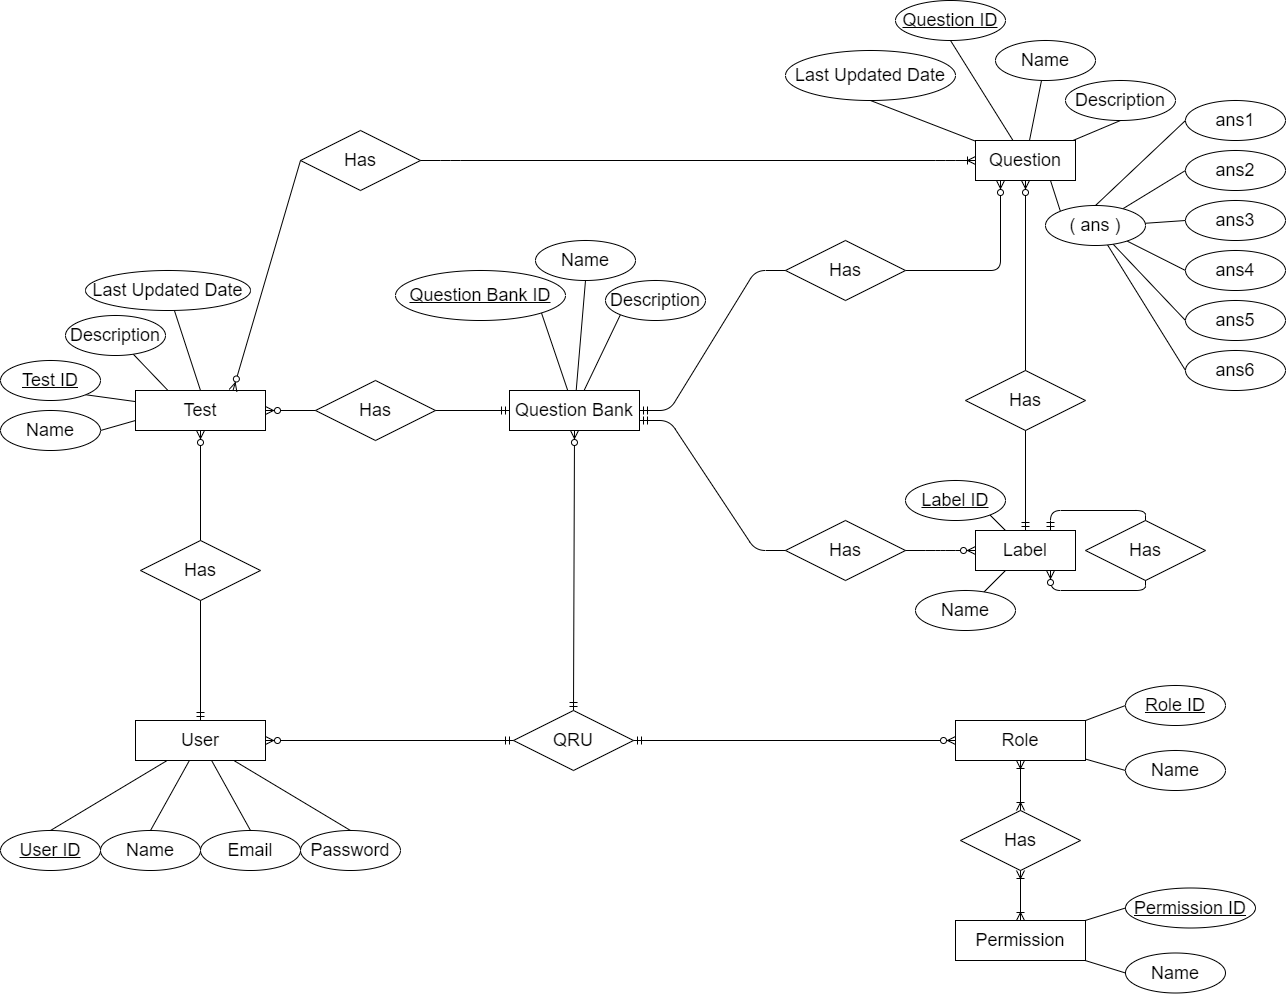 Question ID
Name
Last Updated Date
Description
ans1
Has
Question
ans2
( ans )
ans3
ans4
ans5
ans6
Name
Has
Last Updated Date
Question Bank ID
Description
Description
Test ID
Test
Has
Question Bank
Has
Name
Label ID
Has
Label
Has
Has
Name
Role ID
User
QRU
Role
Name
User ID
Name
Email
Password
Has
Permission ID
Permission
Name